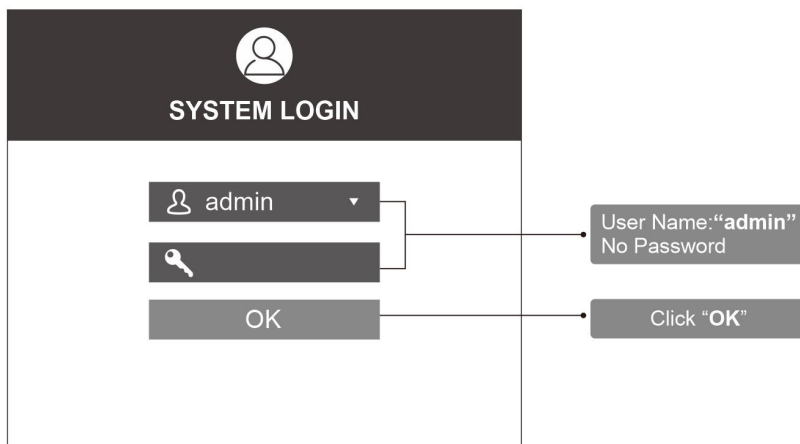 SYSTEM LOGIN
admin
User Name:“admin”
No Password
OK
Click “OK”